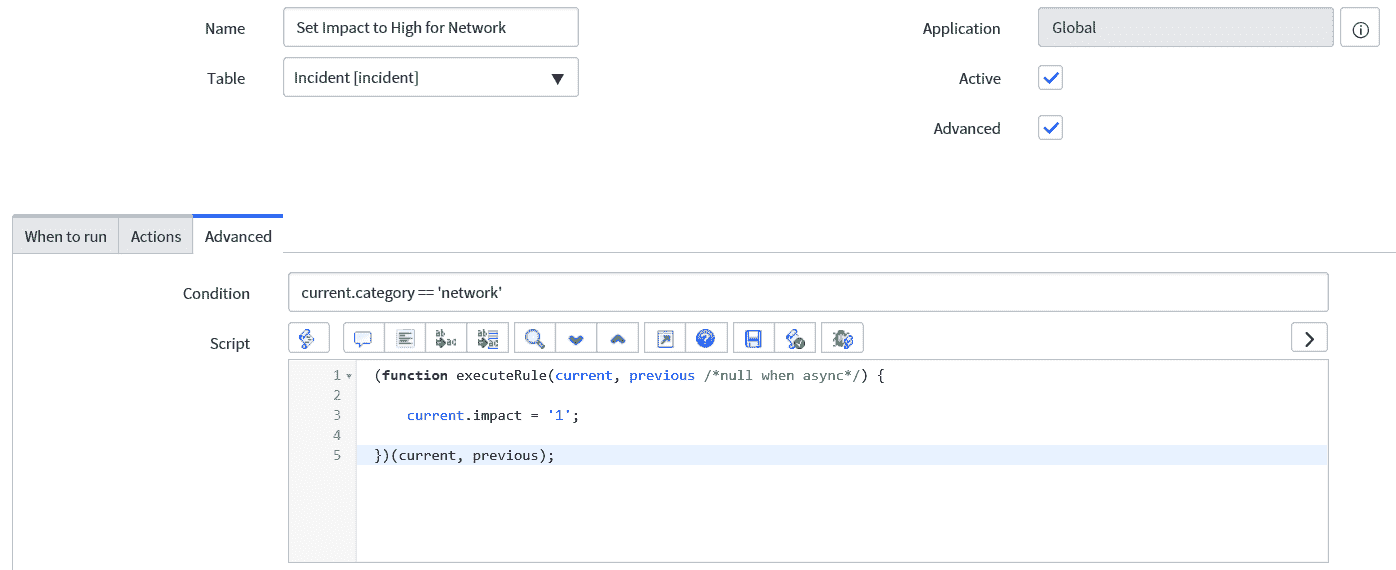 Name Set Impact to High for Network Application Global
Table Incident [incident] Active
Advanced
When to run Actions Advanced
Condition current.category == 'network'
Script
1 (function executeRule(current, previous /*null when async*/) {
2
3 current.impact = '1';
4
5 })(current, previous);